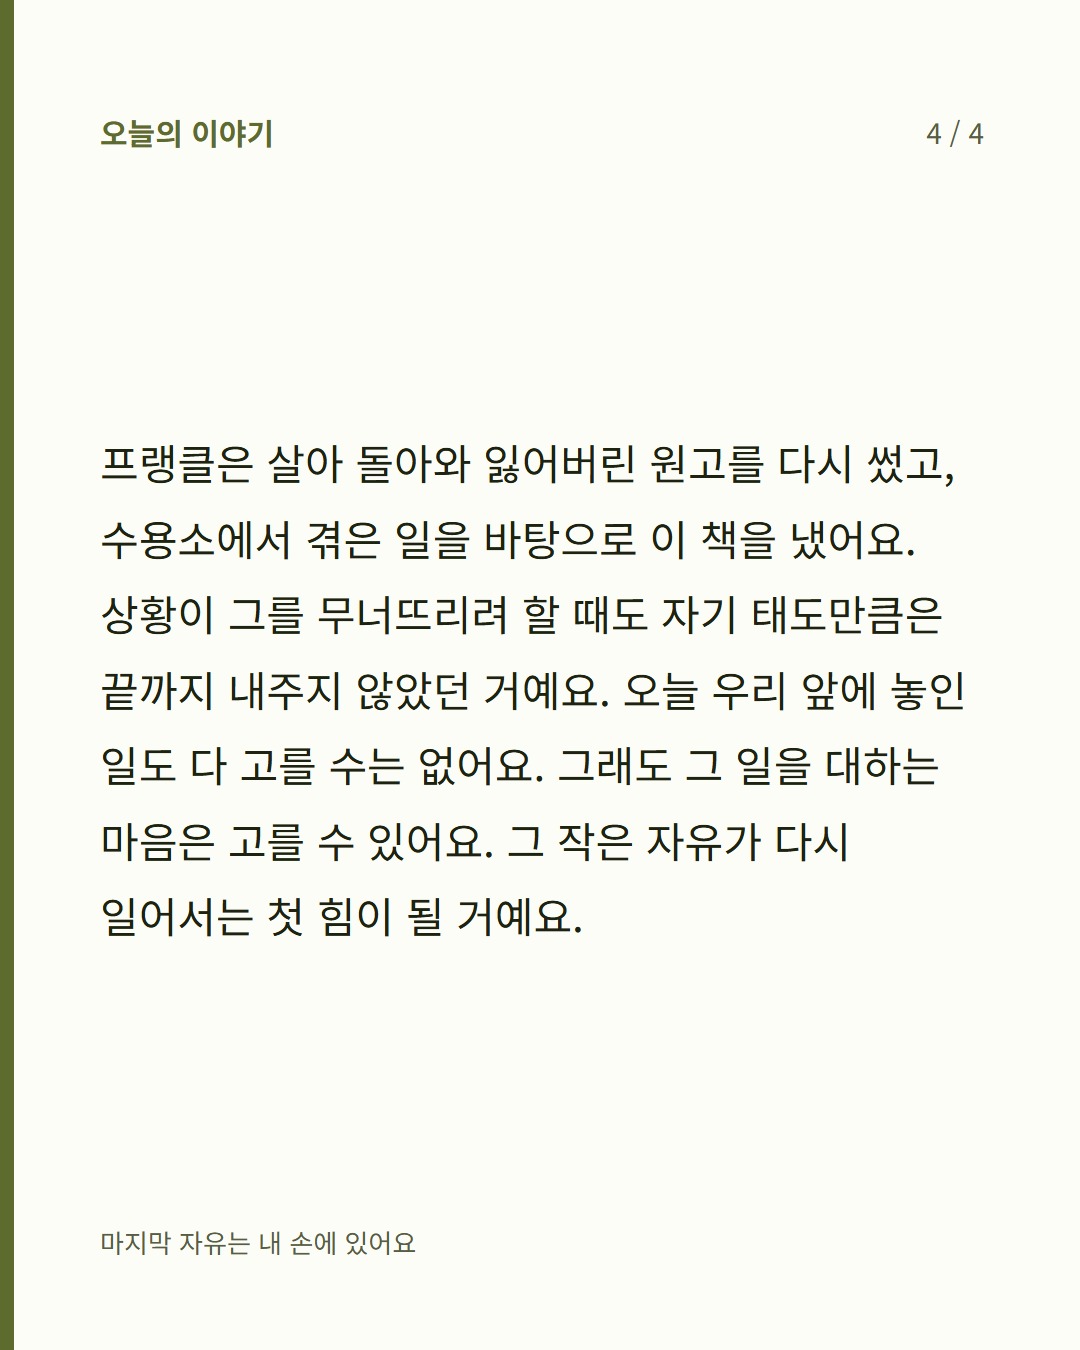 오늘의 이야기
4 / 4
프랭클은 살아 돌아와 잃어버린 원고를 다시 썼고,
수용소에서 겪은 일을 바탕으로 이 책을 냈어요.
상황이 그를 무너뜨리려 할 때도 자기 태도만큼은
끝까지 내주지 않았던 거예요. 오늘 우리 앞에 놓인
일도 다 고를 수는 없어요. 그래도 그 일을 대하는
마음은 고를 수 있어요. 그 작은 자유가 다시
일어서는 첫 힘이 될 거예요.
마지막 자유는 내 손에 있어요